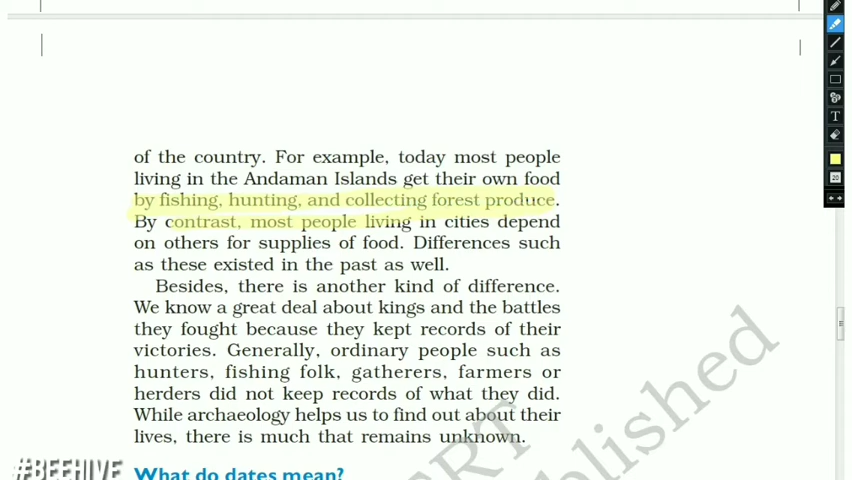 of the country. For example, today most people
living in the Andaman Islands get their own food
by fishing, hunting, and collecting forest produce.
By contrast, most people living in cities depend
on others for supplies of food. Differences such
as these existed in the past as well.
Besides, there is another kind of difference.
We know a great deal about kings and the battles
they fought because they kept records of their
victories. Generally, ordinary people such as
hunters, fishing folk, gatherers, farmers or
herders did not keep records of what they did.
While archaeology helps us to find out about their
lives, there is much that remains unknown.
#BEEHIVE
What do dates mean?
ERT
published
T
20